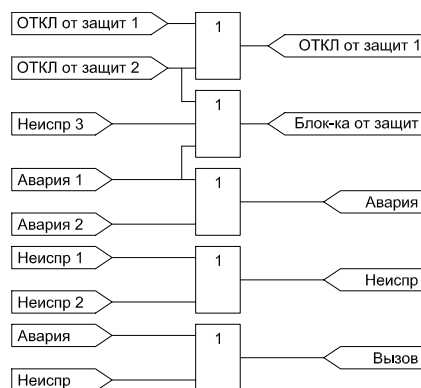 ОТКЛ от защит 1
1
ОТКЛ от защит 1
ОТКЛ от защит 2
1
Неиспр 3
Блок-ка от защит
Авария 1
1
Авария
Авария 2
Неиспр 1
1
Неиспр
Неиспр 2
Авария
1
Вызов
Неиспр